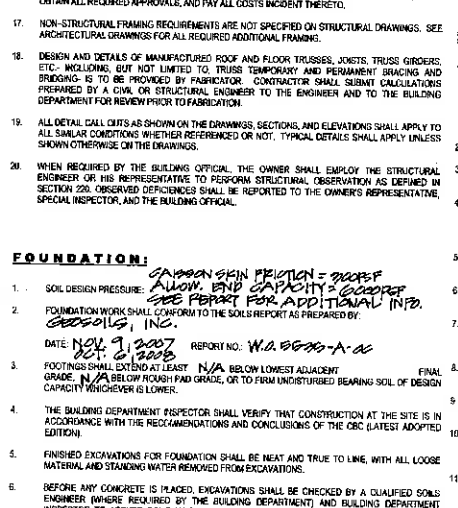 OBTAIN ALL REQUIRED APPROVALS, AND PAY ALL COSTS INCIDENT THERETO.
17. NON-STRUCTURAL FRAMING REQUIREMENTS ARE NOT SPECIFIED ON STRUCTURAL DRAWINGS. SEE
ARCHITECTURAL DRAWINGS FOR ALL REQUIRED ADDITIONAL FRAMING.
18. DESIGN AND DETAILS OF MANUFACTURED ROOF AND FLOOR TRUSSES, JOISTS, TRUSS GIRDERS,
ETC.- INCLUDING, BUT NOT LIMITED TO, TRUSS TEMPORARY AND PERMANENT BRACING AND
BRIDGING- IS TO BE PROVIDED BY FABRICATOR. CONTRACTOR SHALL SUBMIT CALCULATIONS
PREPARED BY A CIVIL OR STRUCTURAL ENGINEER TO THE ENGINEER AND TO THE BUILDING
DEPARTMENT FOR REVIEW PRIOR TO FABRICATION.
19. ALL DETAIL CALL OUTS AS SHOWN ON THE DRAWINGS, SECTIONS, AND ELEVATIONS SHALL APPLY TO
ALL SIMILAR CONDITIONS WHETHER REFERENCED OR NOT. TYPICAL DETAILS SHALL APPLY UNLESS
SHOWN OTHERWISE ON THE DRAWINGS.
20. WHEN REQUIRED BY THE BUILDING OFFICIAL, THE OWNER SHALL EMPLOY THE STRUCTURAL
ENGINEER OR HIS REPRESENTATIVE TO PERFORM STRUCTURAL OBSERVATION AS DEFINED IN
SECTION 220. OBSERVED DEFICIENCES SHALL BE REPORTED TO THE OWNER'S REPRESENTATIVE,
SPECIAL INSPECTOR, AND THE BUILDING OFFICIAL.
FOUNDATION:
CAISSON SKIN FRICTION = 700PSF
1. SOIL DESIGN PRESSURE: ALLOW. END CAPACITY = 6000PSF
SEE REPORT FOR ADDITIONAL INFO.
2. FOUNDATION WORK SHALL CONFORM TO THE SOILS REPORT AS PREPARED BY:
GEOSOILS, INC.
DATE: NOV. 9, 2007 REPORT NO.: W.O. 5535-A-OC
OCT. 6, 2008
3. FOOTINGS SHALL EXTEND AT LEAST N/A BELOW LOWEST ADJACENT FINAL
GRADE, N/A BELOW ROUGH PAD GRADE, OR TO FIRM UNDISTURBED BEARING SOIL OF DESIGN
CAPACITY WHICHEVER IS LOWER.
4. THE BUILDING DEPARTMENT INSPECTOR SHALL VERIFY THAT CONSTRUCTION AT THE SITE IS IN
ACCORDANCE WITH THE RECOMMENDATIONS AND CONCLUSIONS OF THE CBC (LATEST ADOPTED
EDITION).
5. FINISHED EXCAVATIONS FOR FOUNDATION SHALL BE NEAT AND TRUE TO LINE, WITH ALL LOOSE
MATERIAL AND STANDING WATER REMOVED FROM EXCAVATIONS.
6. BEFORE ANY CONCRETE IS PLACED, EXCAVATIONS SHALL BE CHECKED BY A QUALIFIED SOILS
ENGINEER (WHERE REQUIRED BY THE BUILDING DEPARTMENT) AND BUILDING DEPARTMENT
2
3
4
5
6
7.
8.
9
10
11